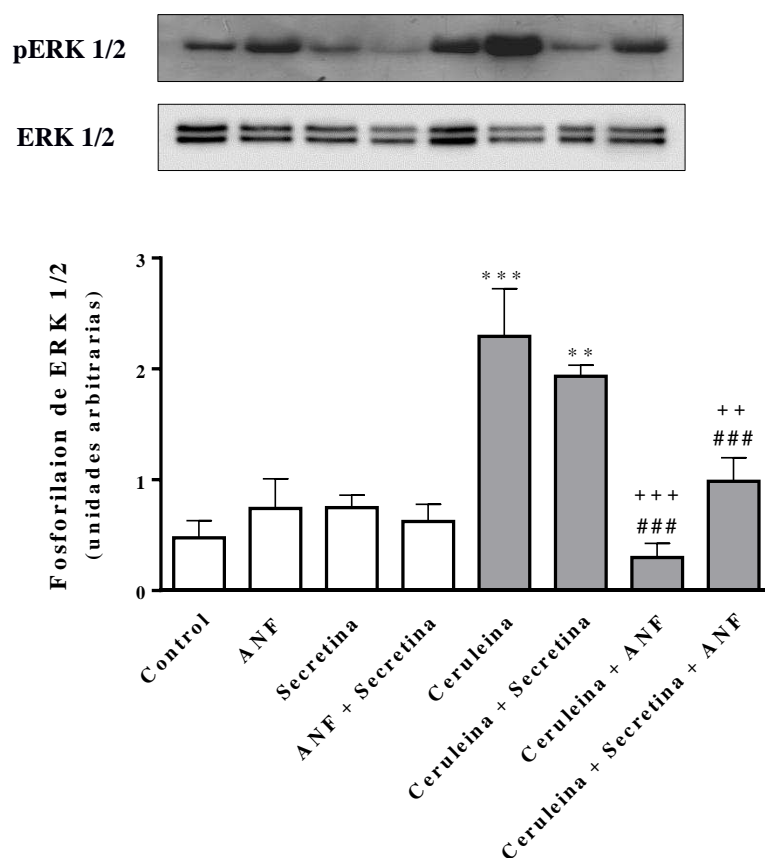 pERK 1/2
ERK 1/2
Fosforilaion de ERK 1/2
(unidades arbitrarias)
3
2
1
0
***
**
+++
###
++
###
Control
ANF
Secretina
ANF + Secretina
Ceruleina
Ceruleina + Secretina
Ceruleina + ANF
Ceruleina + Secretina + ANF